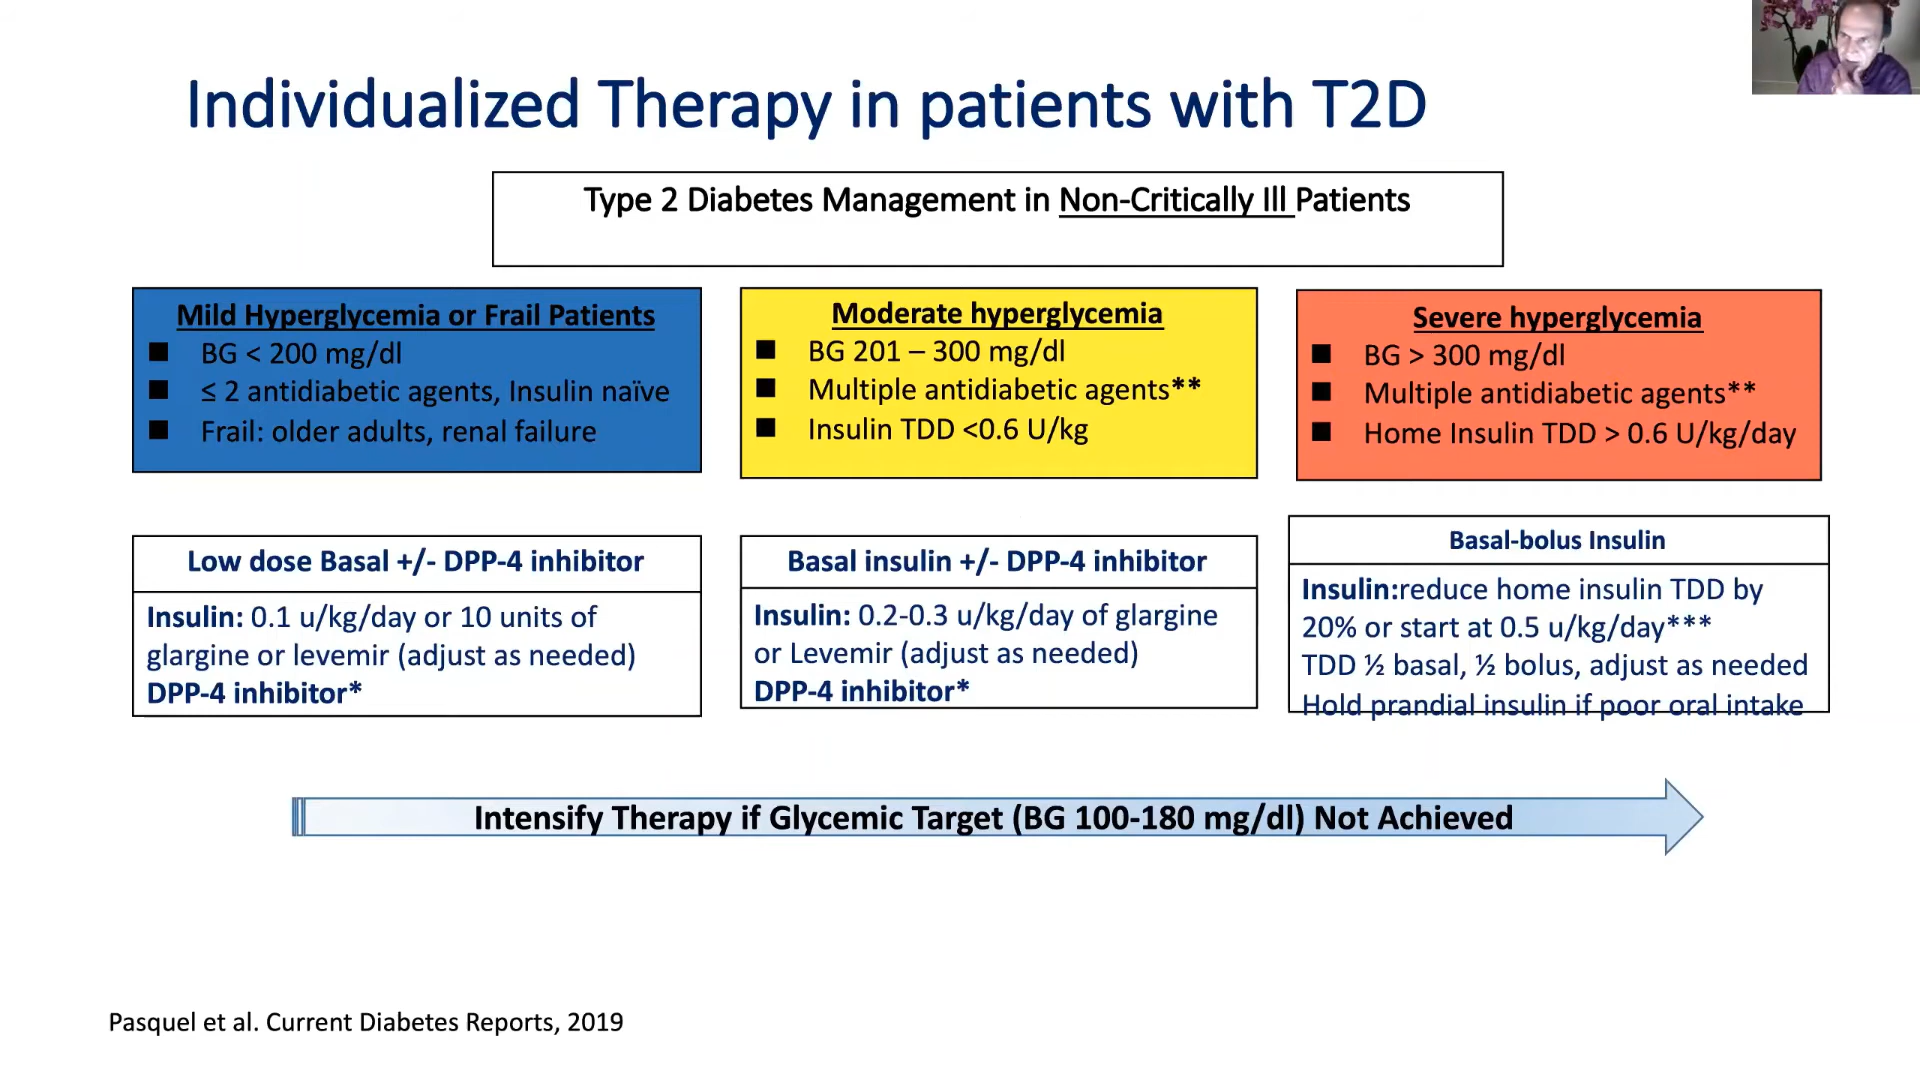 Individualized Therapy in patients with T2D
Type 2 Diabetes Management in Non-Critically Ill Patients
Mild Hyperglycemia or Frail Patients
■ BG < 200 mg/dl
■ ≤ 2 antidiabetic agents, Insulin naïve
■ Frail: older adults, renal failure
Moderate hyperglycemia
■ BG 201 – 300 mg/dl
■ Multiple antidiabetic agents**
■ Insulin TDD <0.6 U/kg
Severe hyperglycemia
■ BG > 300 mg/dl
■ Multiple antidiabetic agents**
■ Home Insulin TDD > 0.6 U/kg/day
Low dose Basal +/- DPP-4 inhibitor
Insulin: 0.1 u/kg/day or 10 units of
glargine or levemir (adjust as needed)
DPP-4 inhibitor*
Basal insulin +/- DPP-4 inhibitor
Insulin: 0.2-0.3 u/kg/day of glargine
or Levemir (adjust as needed)
DPP-4 inhibitor*
Basal-bolus Insulin
Insulin:reduce home insulin TDD by
20% or start at 0.5 u/kg/day***
TDD ½ basal, ½ bolus, adjust as needed
Hold prandial insulin if poor oral intake
Intensify Therapy if Glycemic Target (BG 100-180 mg/dl) Not Achieved
Pasquel et al. Current Diabetes Reports, 2019